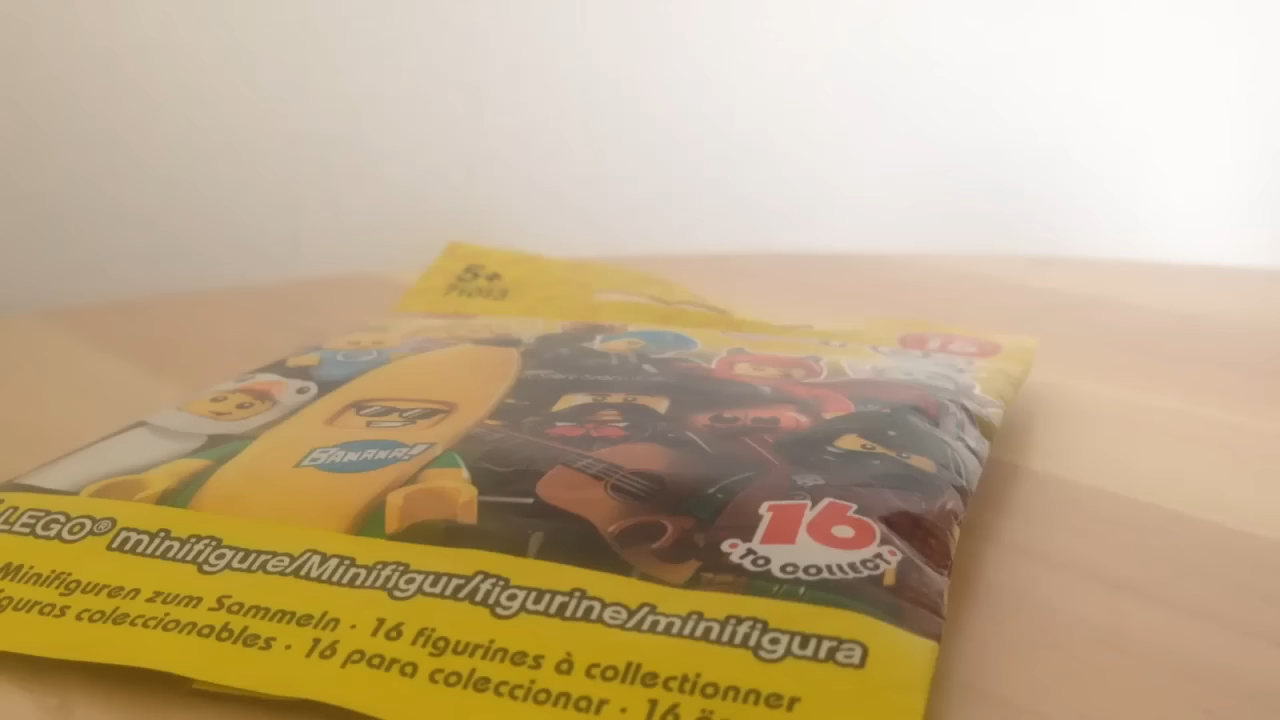 5+
71013
16
BANANA!
16
TO COLLECT
LEGO® minifigure/Minifigur/figurine/minifigura
Minifiguren zum Sammeln · 16 figurines à collectionner
coleccionables · 16 para coleccionar · 16